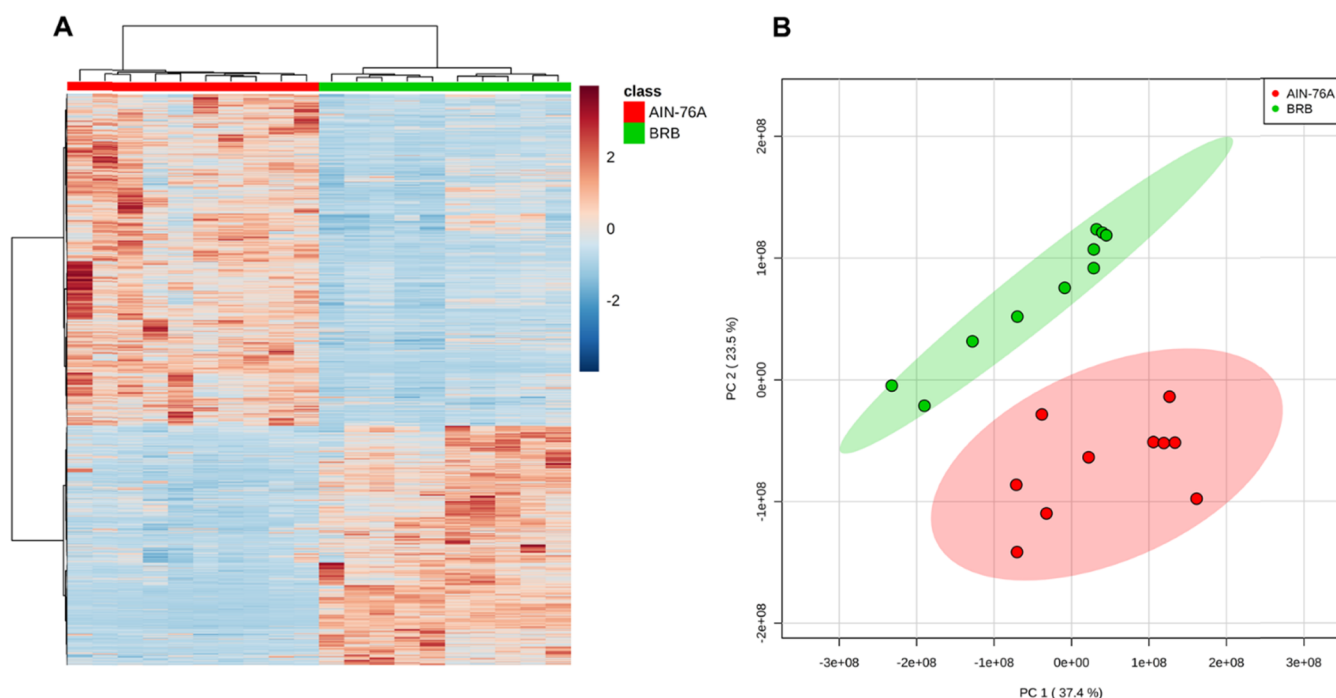 A
class
AIN-76A
BRB
2
0
-2
B
AIN-76A
BRB
2e+08
1e+08
0e+00
-1e+08
-2e+08
PC 2 ( 23.5 %)
-3e+08 -2e+08 -1e+08 0e+00 1e+08 2e+08 3e+08
PC 1 ( 37.4 %)